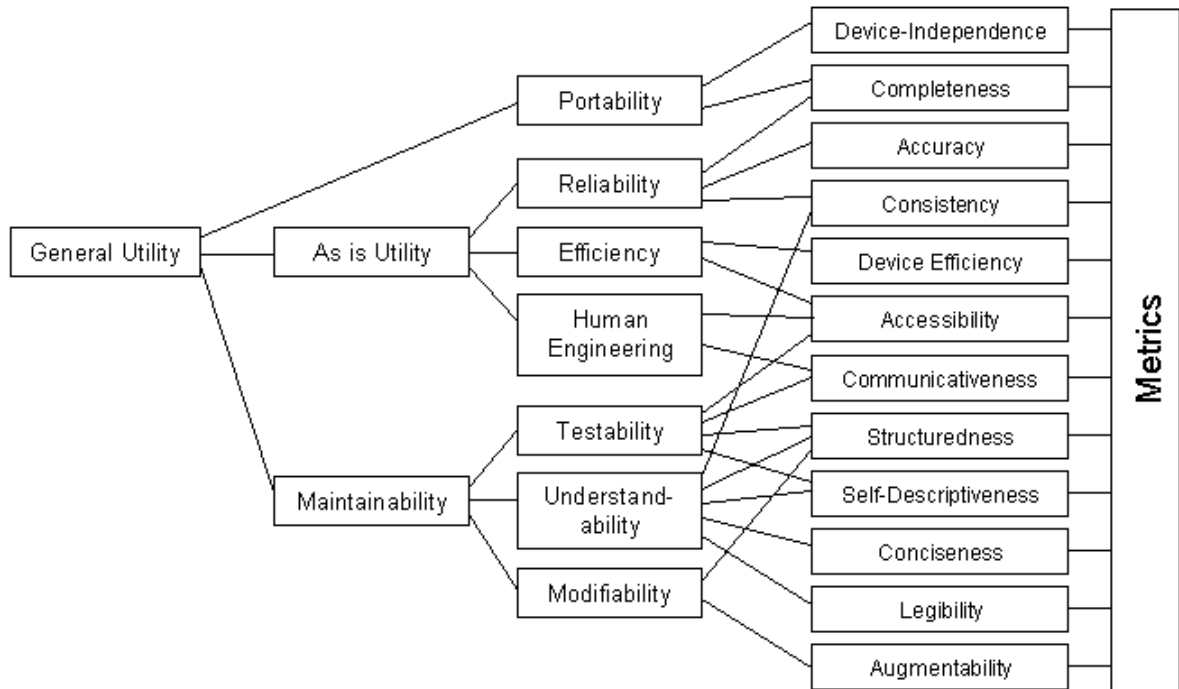 General Utility
As is Utility
Maintainability
Portability
Reliability
Efficiency
Human
Engineering
Testability
Understand-
ability
Modifiability
Device-Independence
Completeness
Accuracy
Consistency
Device Efficiency
Accessibility
Communicativeness
Structuredness
Self-Descriptiveness
Conciseness
Legibility
Augmentability
Metrics